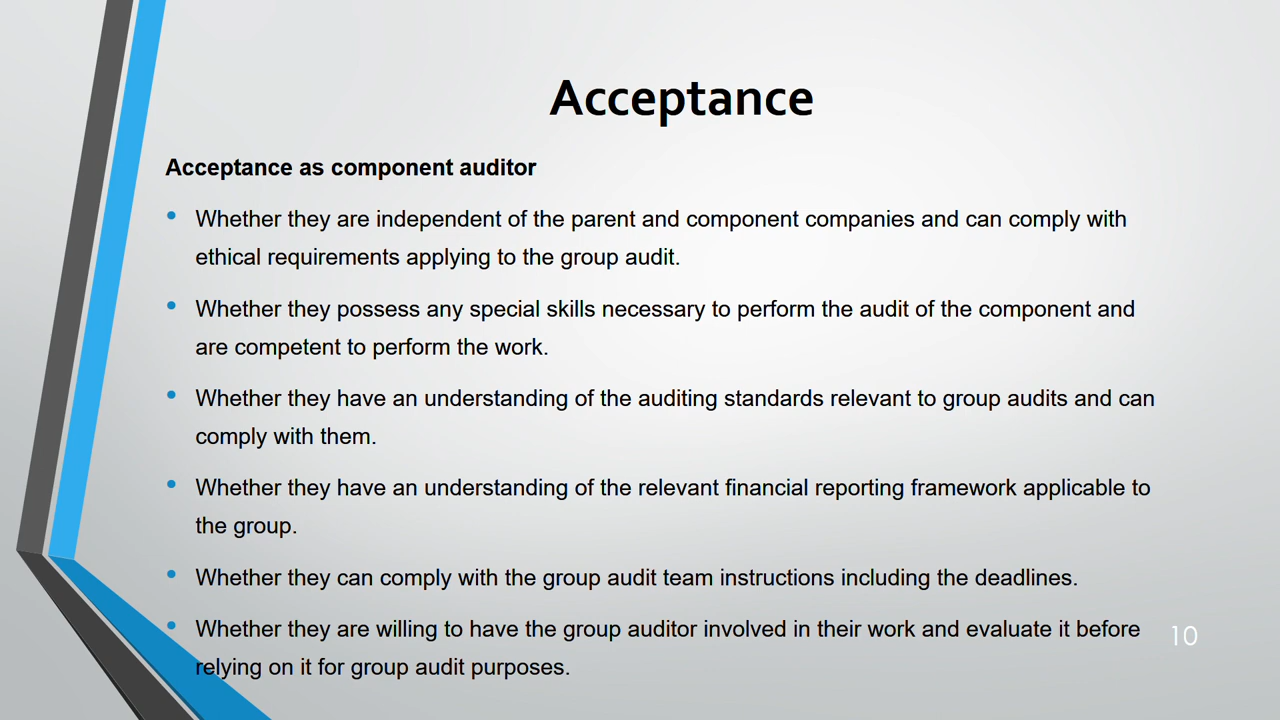 Acceptance
Acceptance as component auditor
• Whether they are independent of the parent and component companies and can comply with
ethical requirements applying to the group audit.
• Whether they possess any special skills necessary to perform the audit of the component and
are competent to perform the work.
• Whether they have an understanding of the auditing standards relevant to group audits and can
comply with them.
• Whether they have an understanding of the relevant financial reporting framework applicable to
the group.
• Whether they can comply with the group audit team instructions including the deadlines.
• Whether they are willing to have the group auditor involved in their work and evaluate it before
relying on it for group audit purposes.
10